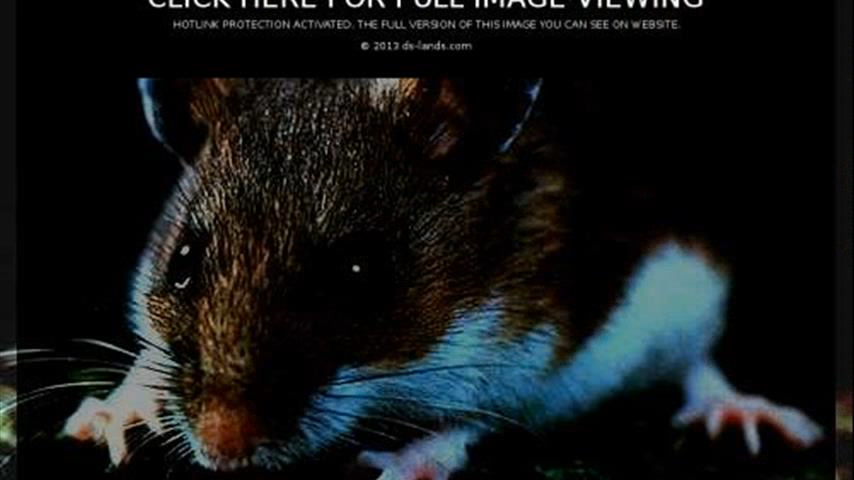 CLICK HERE FOR FULL IMAGE VIEWING
HOTLINK PROTECTION ACTIVATED. THE FULL VERSION OF THIS IMAGE YOU CAN SEE ON WEBSITE.
© 2013 ds-lands.com